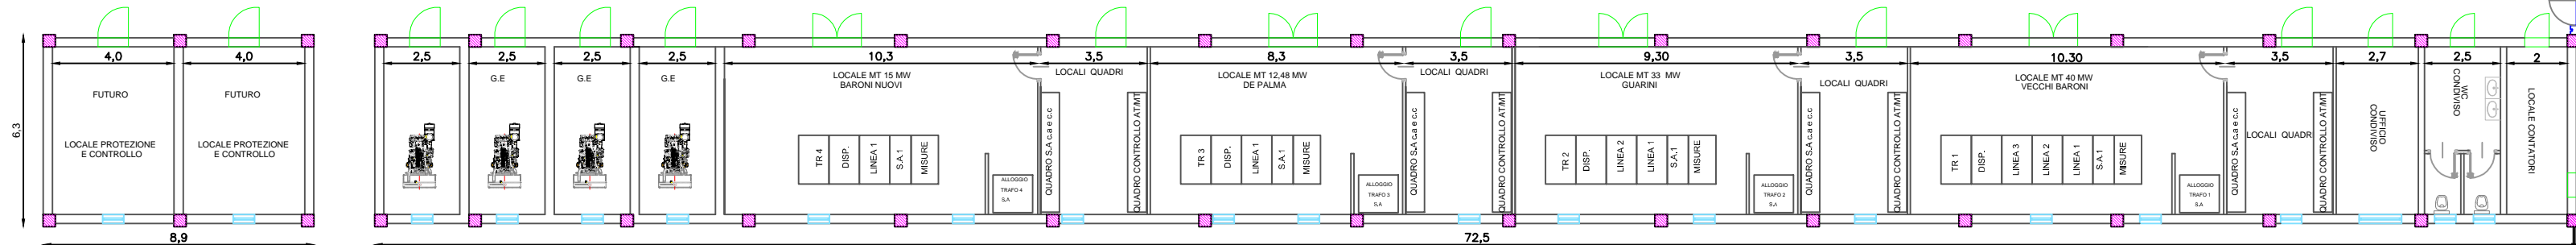 6,3
4,0
FUTURO
LOCALE PROTEZIONE
E CONTROLLO
4,0
FUTURO
LOCALE PROTEZIONE
E CONTROLLO
8,9
2,5
2,5
G.E
2,5
G.E
2,5
G.E
10,3
LOCALE MT 15 MW
BARONI NUOVI
TR 4
DISP.
LINEA 1
S.A.1
MISURE
ALLOGGIO
TRAFO 4
S.A
3,5
LOCALI QUADRI
QUADRO S.A c.a e c.c
QUADRO CONTROLLO AT/MT
8,3
LOCALE MT 12,48 MW
DE PALMA
TR 3
DISP.
LINEA 1
S.A.1
MISURE
ALLOGGIO
TRAFO 3
S.A
3,5
LOCALI QUADRI
QUADRO S.A c.a e c.c
QUADRO CONTROLLO AT/MT
9,30
LOCALE MT 33 MW
GUARINI
TR 2
DISP.
LINEA 2
LINEA 1
S.A.1
MISURE
ALLOGGIO
TRAFO 2
S.A
3,5
LOCALI QUADRI
QUADRO S.A c.a e c.c
QUADRO CONTROLLO AT/MT
10.30
LOCALE MT 40 MW
VECCHI BARONI
TR 1
DISP.
LINEA 3
LINEA 2
LINEA 1
S.A.1
MISURE
ALLOGGIO
TRAFO 1
S.A
3,5
LOCALI QUADRI
QUADRO S.A c.a e c.c
QUADRO CONTROLLO AT/MT
2,7
UFFICIO
CONDIVISO
2,5
WC
CONDIVISO
2
LOCALE CONTATORI
72,5